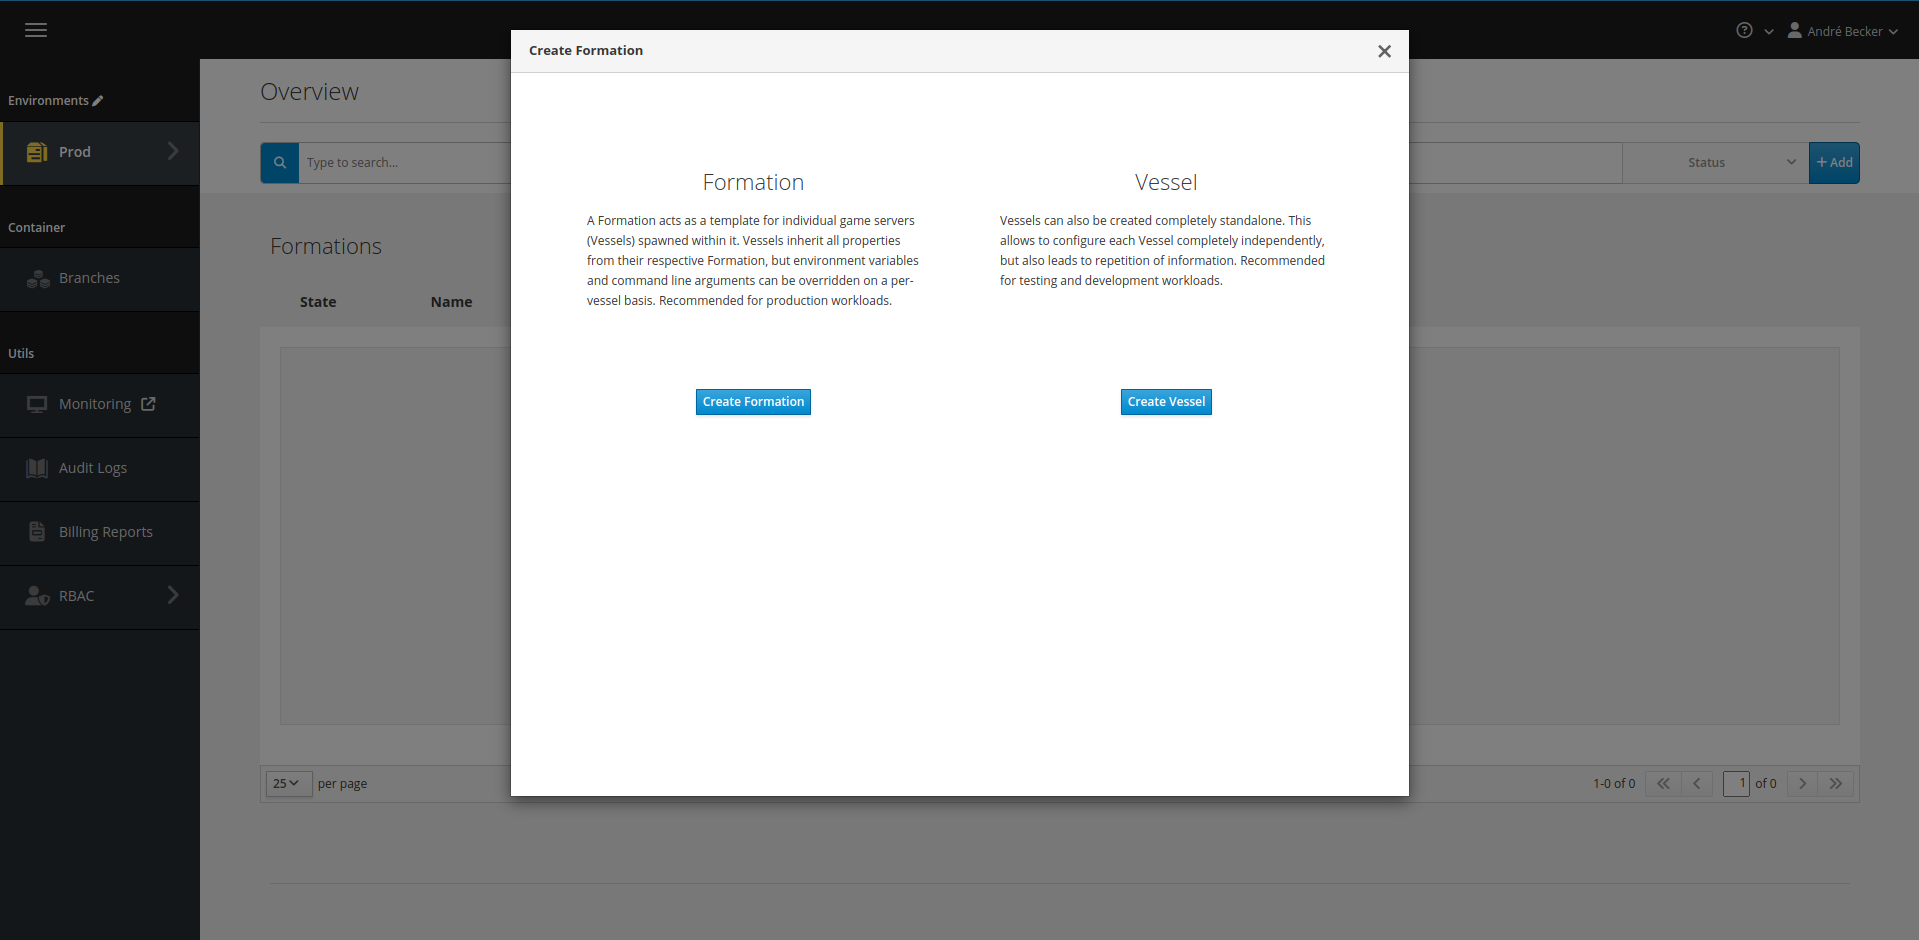 Create Formation
André Becker
Environments
Prod
Container
Branches
Utils
Monitoring
Audit Logs
Billing Reports
RBAC
Overview
Type to search...
Status
Add
Formations
State
Name
Formation
A Formation acts as a template for individual game servers
(Vessels) spawned within it. Vessels inherit all properties
from their respective Formation, but environment variables
and command line arguments can be overridden on a per-
vessel basis. Recommended for production workloads.
Create Formation
Vessel
Vessels can also be created completely standalone. This
allows to configure each Vessel completely independently,
but also leads to repetition of information. Recommended
for testing and development workloads.
Create Vessel
25 per page
1-0 of 0
1 of 0